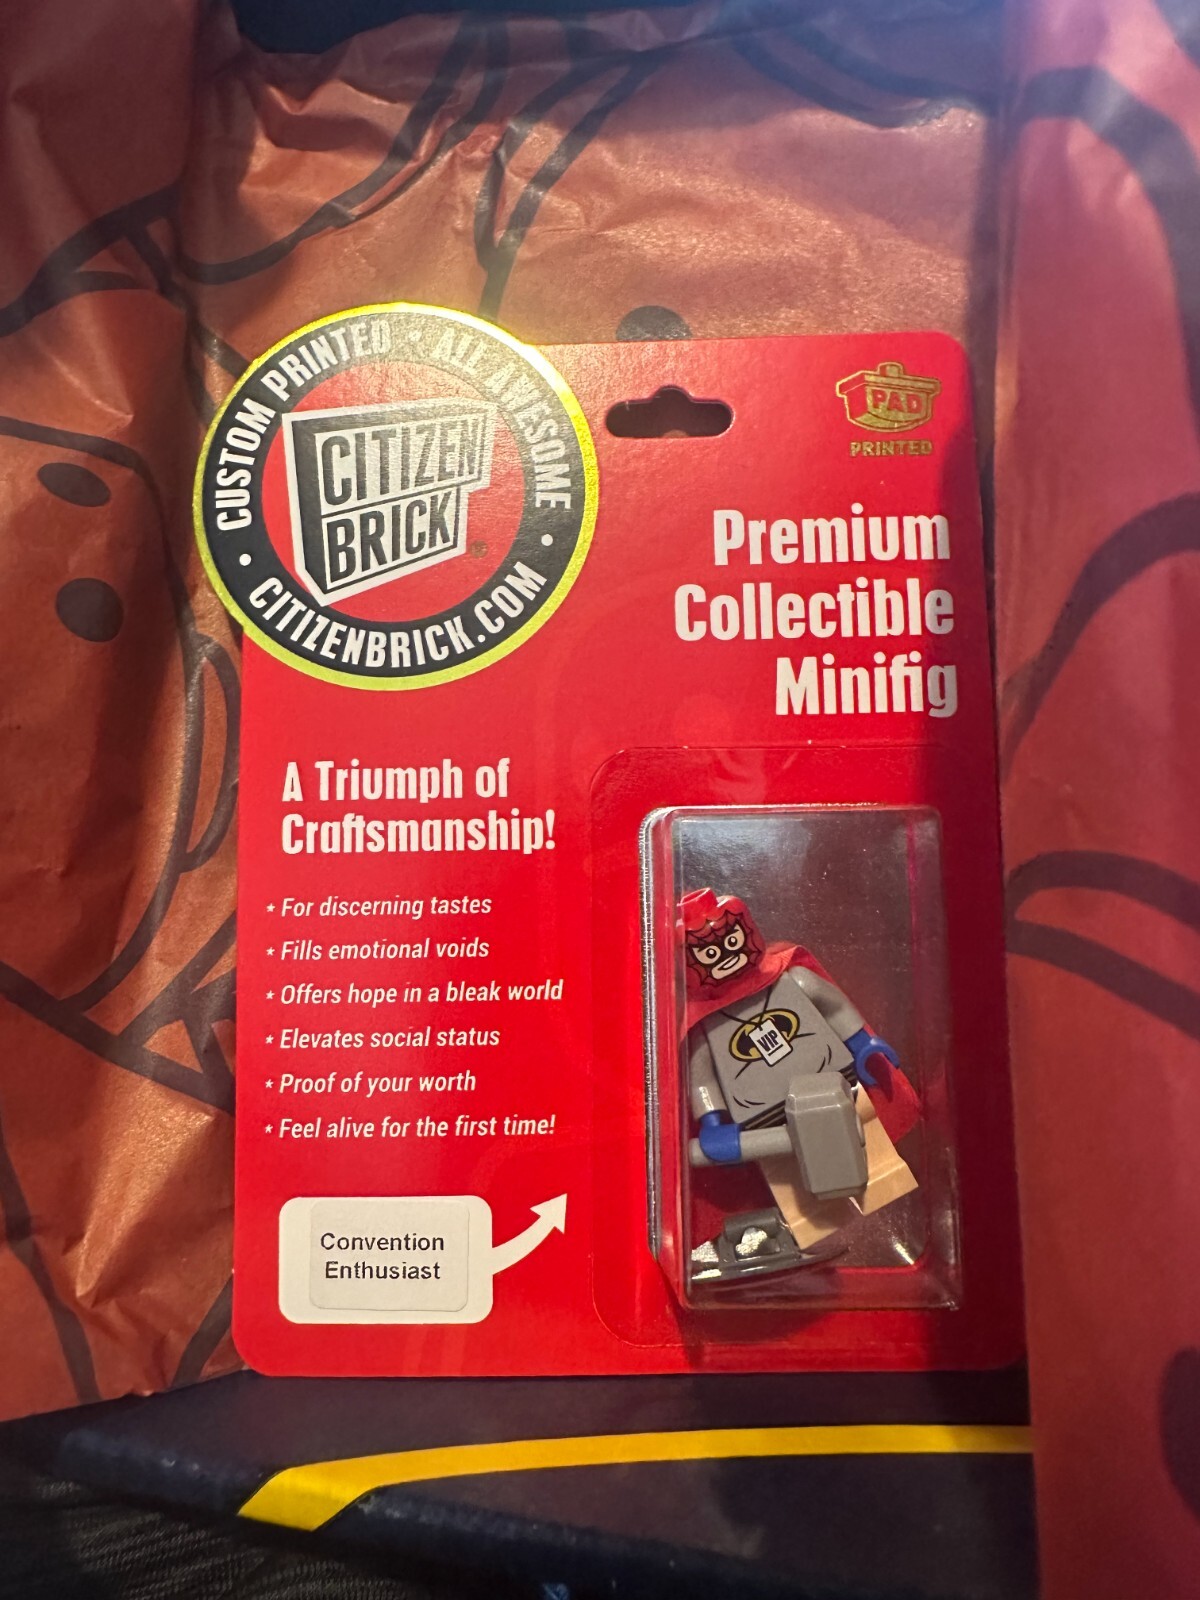 CUSTOM PRINTED • ALL AWESOME • CITIZENBRICK.COM •
CITIZEN
BRICK
PAD
PRINTED
Premium
Collectible
Minifig
A Triumph of
Craftsmanship!
* For discerning tastes
* Fills emotional voids
* Offers hope in a bleak world
* Elevates social status
* Proof of your worth
* Feel alive for the first time!
VIP
Convention
Enthusiast